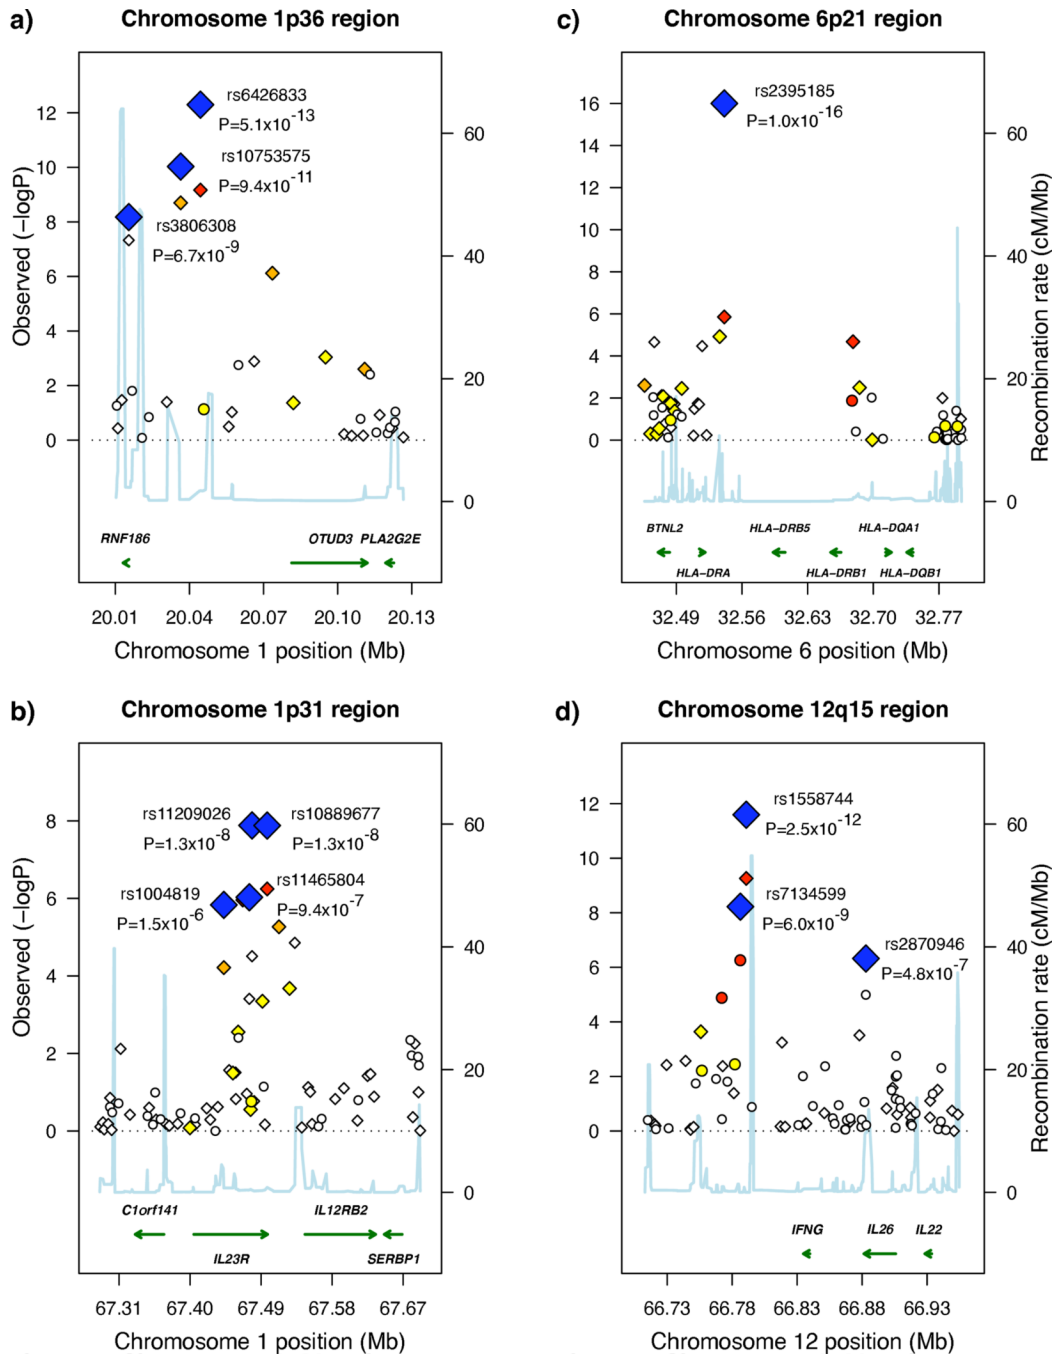 a) Chromosome 1p36 region
Observed (−logP)
12
10
8
6
4
2
0
60
40
20
0
rs6426833
P=5.1x10-13
rs10753575
P=9.4x10-11
rs3806308
P=6.7x10-9
RNF186 OTUD3 PLA2G2E
20.01 20.04 20.07 20.10 20.13
Chromosome 1 position (Mb)
c) Chromosome 6p21 region
16
14
12
10
8
6
4
2
0
60
40
20
0
Recombination rate (cM/Mb)
rs2395185
P=1.0x10-16
BTNL2 HLA−DRB5 HLA−DQA1
HLA−DRA HLA−DRB1 HLA−DQB1
32.49 32.56 32.63 32.70 32.77
Chromosome 6 position (Mb)
b) Chromosome 1p31 region
Observed (−logP)
8
6
4
2
0
60
40
20
0
rs11209026 rs10889677
P=1.3x10-8 P=1.3x10-8
rs1004819 rs11465804
P=1.5x10-6 P=9.4x10-7
C1orf141 IL12RB2
IL23R SERBP1
67.31 67.40 67.49 67.58 67.67
Chromosome 1 position (Mb)
d) Chromosome 12q15 region
12
10
8
6
4
2
0
60
40
20
0
Recombination rate (cM/Mb)
rs1558744
P=2.5x10-12
rs7134599
P=6.0x10-9
rs2870946
P=4.8x10-7
IFNG IL26 IL22
66.73 66.78 66.83 66.88 66.93
Chromosome 12 position (Mb)